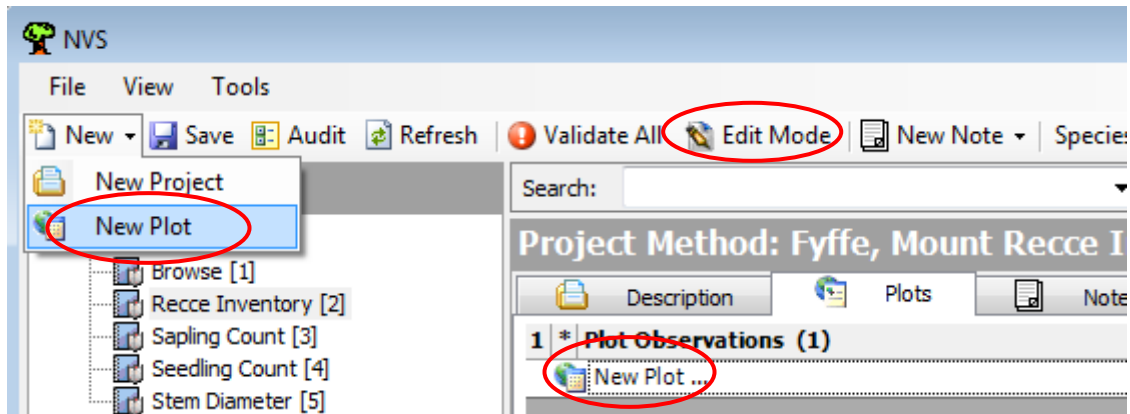 NVS
File View Tools
New Save Audit Refresh Validate All Edit Mode New Note Species
New Project
New Plot
Search:
Project Method: Fyffe, Mount Recce I
Description Plots Note
Browse [1]
Recce Inventory [2]
Sapling Count [3]
Seedling Count [4]
Stem Diameter [5]
1 * Plot Observations (1)
New Plot ...